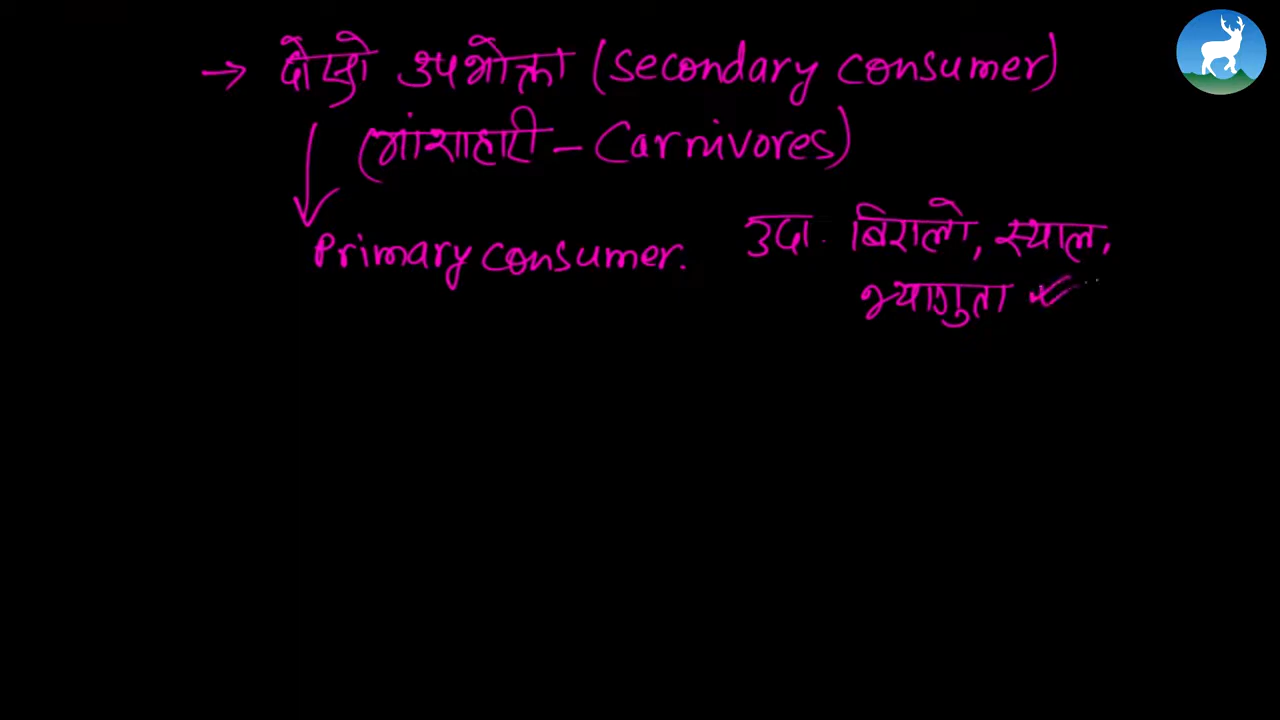 → दोस्रो उपभोक्ता (Secondary consumer)
(मांसाहारी – Carnivores)
Primary consumer.
उदा. बिरालो, स्याल,
भ्यागुता